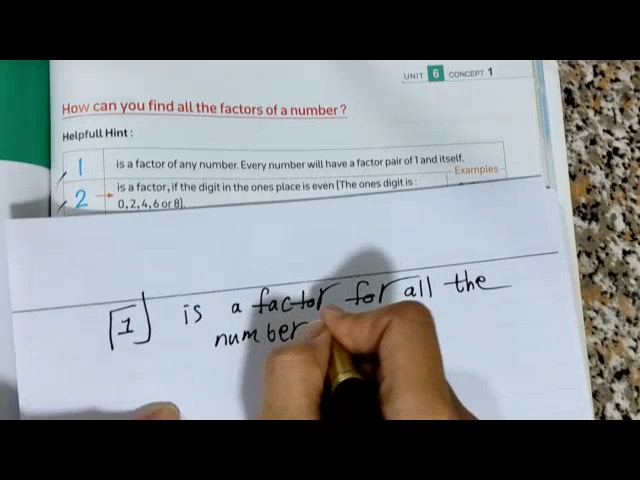 UNIT 6 CONCEPT 1
How can you find all the factors of a number?
Helpfull Hint :
1 is a factor of any number. Every number will have a factor pair of 1 and itself.
Examples
2 is a factor, if the digit in the ones place is even (The ones digit is :
0, 2, 4, 6 or 8).
1 is a factor for all the
number